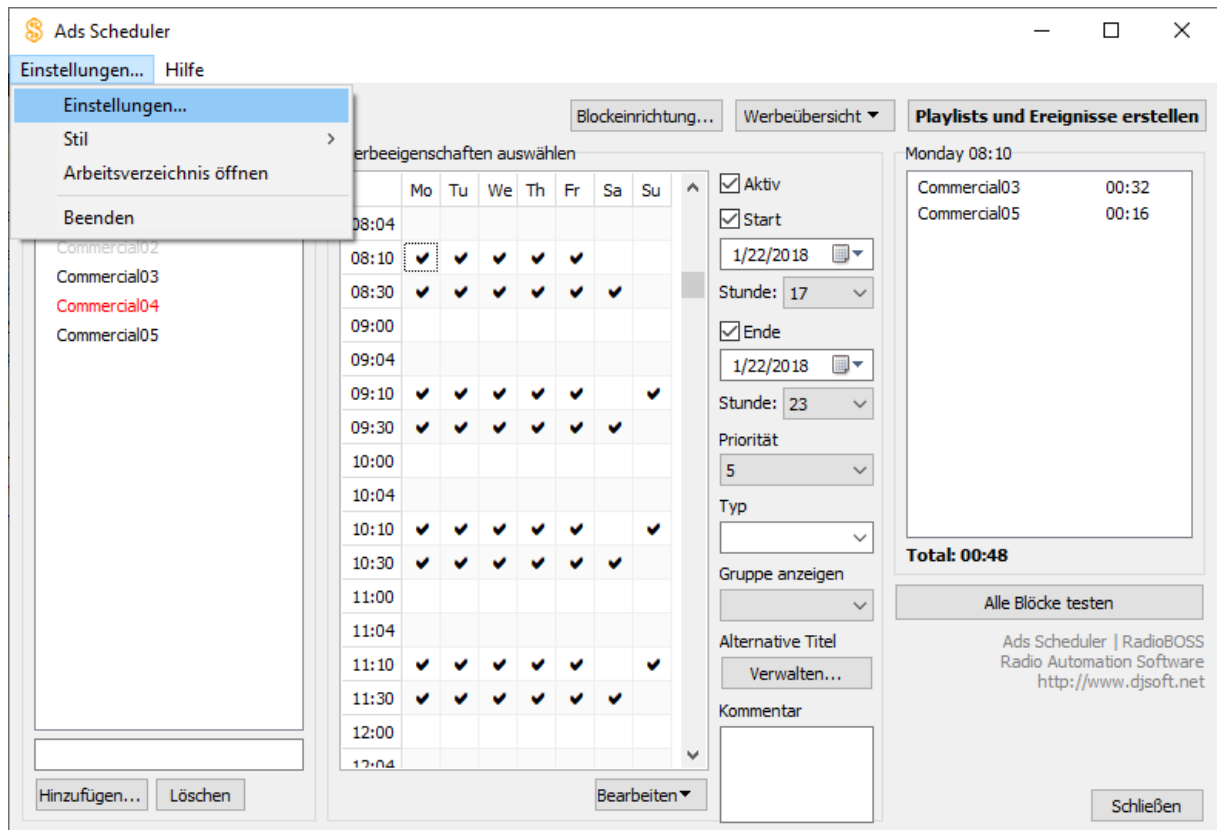 Ads Scheduler
Einstellungen... Hilfe
Einstellungen...
Stil
Arbeitsverzeichnis öffnen
Beenden
Blockeinrichtung... Werbeübersicht Playlists und Ereignisse erstellen
Commercial02
Commercial03
Commercial04
Commercial05
Hinzufügen... Löschen
erbeeigenschaften auswählen
Mo Tu We Th Fr Sa Su
08:04
08:10
08:30
09:00
09:04
09:10
09:30
10:00
10:04
10:10
10:30
11:00
11:04
11:10
11:30
12:00
12:04
Bearbeiten
Aktiv
Start
1/22/2018
Stunde: 17
Ende
1/22/2018
Stunde: 23
Priorität
5
Typ
Gruppe anzeigen
Alternative Titel
Verwalten...
Kommentar
Monday 08:10
Commercial03 00:32
Commercial05 00:16
Total: 00:48
Alle Blöcke testen
Ads Scheduler | RadioBOSS
Radio Automation Software
http://www.djsoft.net
Schließen